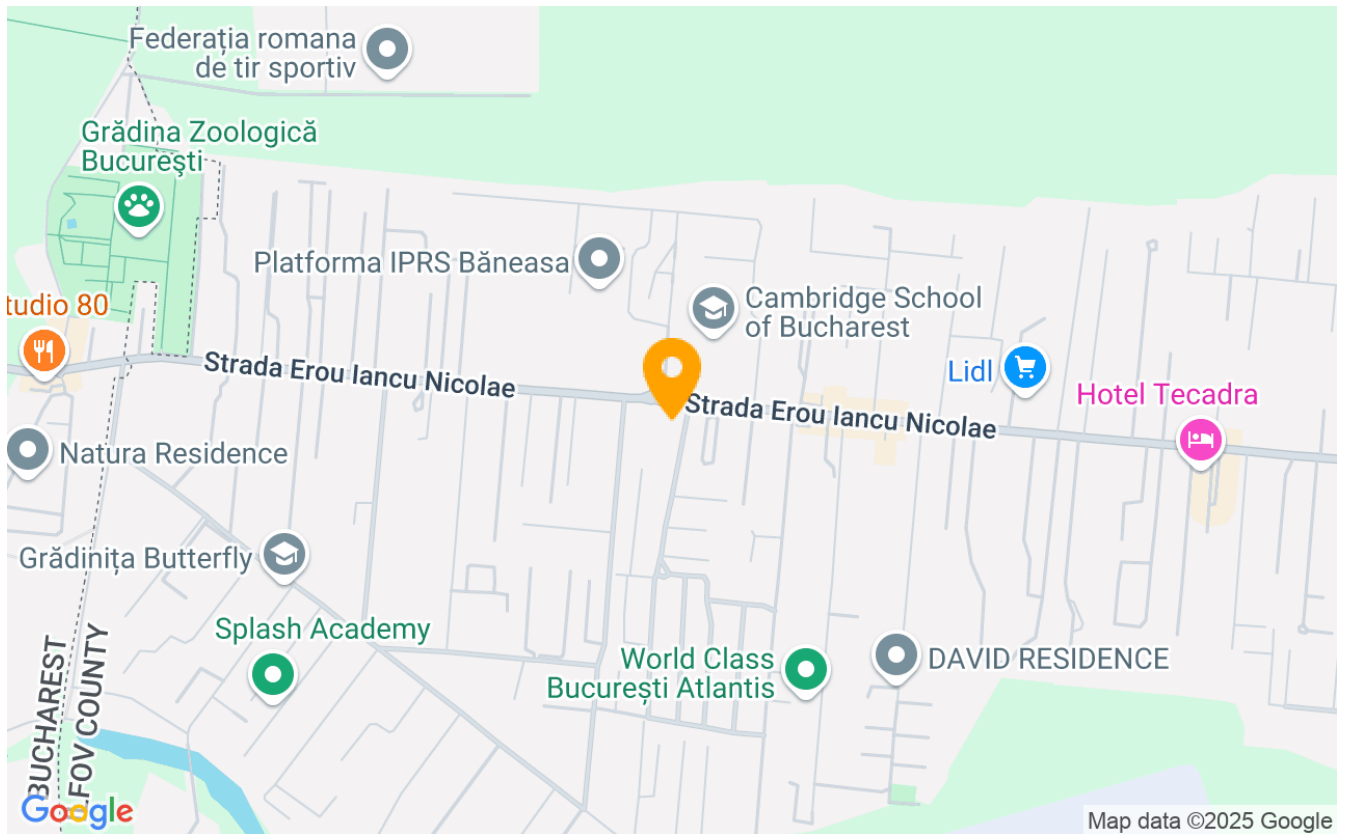 Federația romana
de tir sportiv
Grădina Zoologică
Bucureşti
Platforma IPRS Băneasa
Cambridge School
of Bucharest
tudio 80
Lidl
Strada Erou Iancu Nicolae
Strada Erou Iancu Nicolae
Hotel Tecadra
Natura Residence
Grădinița Butterfly
Splash Academy
World Class
București Atlantis
DAVID RESIDENCE
BUCHAREST
FOV COUNTY
Google
Map data ©2025 Google